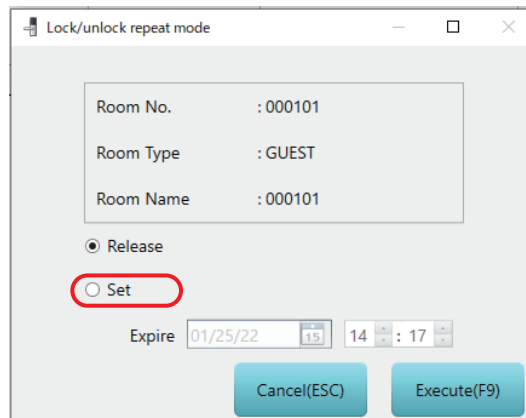 Lock/unlock repeat mode
Room No. : 000101
Room Type : GUEST
Room Name : 000101
Release
Set
Expire 01/25/22 15 14 : 17
Cancel(ESC) Execute(F9)